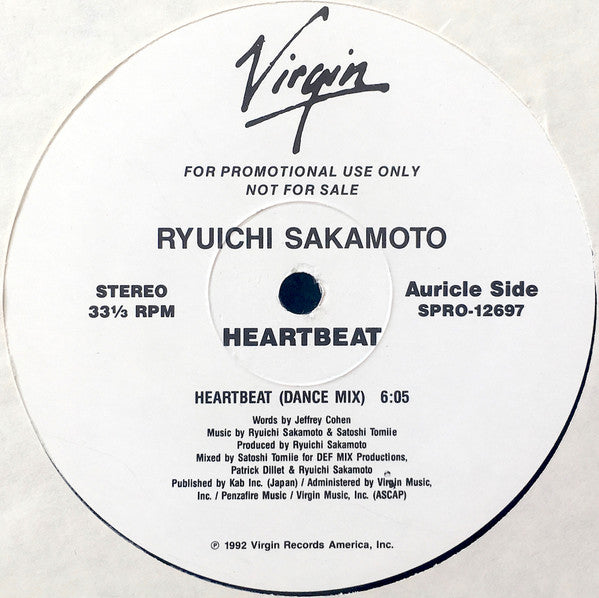 Virgin
FOR PROMOTIONAL USE ONLY
NOT FOR SALE
RYUICHI SAKAMOTO
STEREO
33⅓ RPM
Auricle Side
SPRO-12697
HEARTBEAT
HEARTBEAT (DANCE MIX) 6:05
Words by Jeffrey Cohen
Music by Ryuichi Sakamoto & Satoshi Tomiie
Produced by Ryuichi Sakamoto
Mixed by Satoshi Tomiie for DEF MIX Productions,
Patrick Dillet & Ryuichi Sakamoto
Published by Kab Inc. (Japan) / Administered by Virgin Music,
Inc. / Penzafire Music / Virgin Music, Inc. (ASCAP)
℗ 1992 Virgin Records America, Inc.